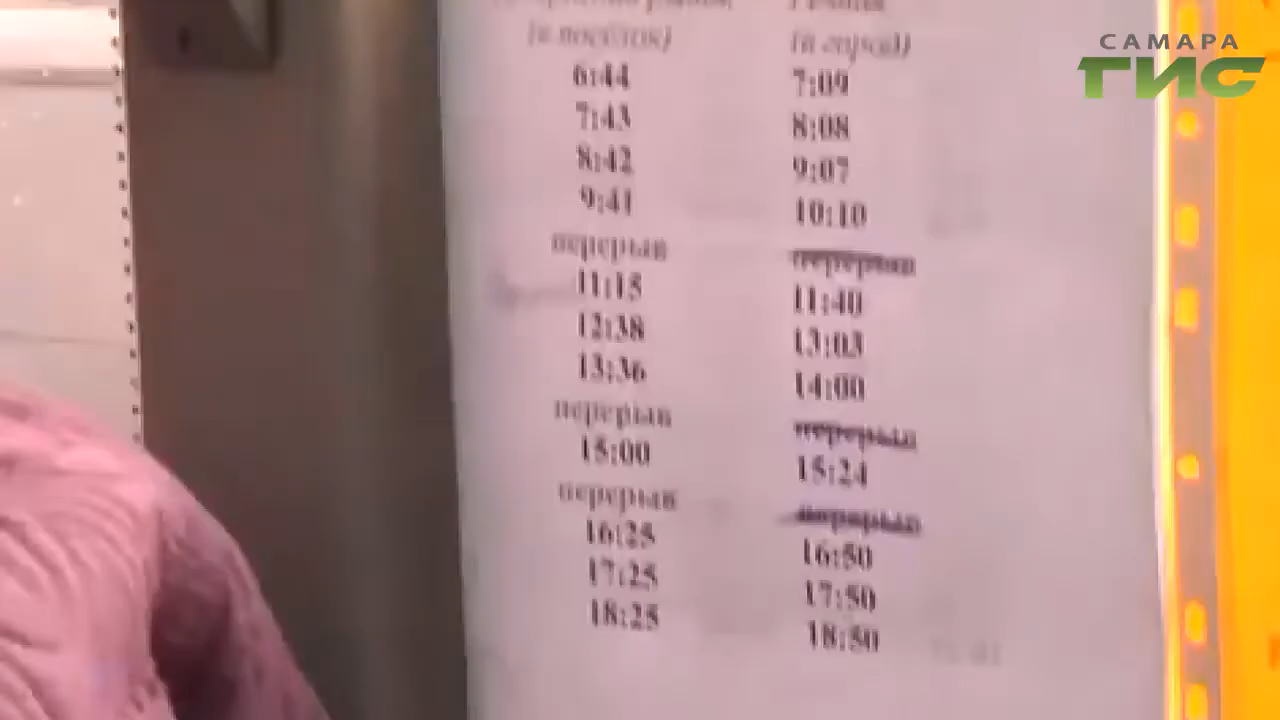 САМАРА
ГИС
(в посёлок) (в город)
6:44 7:09
7:43 8:08
8:42 9:07
9:41 10:10
перерыв перерыв
11:15 11:40
12:38 13:03
13:36 14:00
перерыв перерыв
15:00 15:24
перерыв перерыв
16:25 16:50
17:25 17:50
18:25 18:50